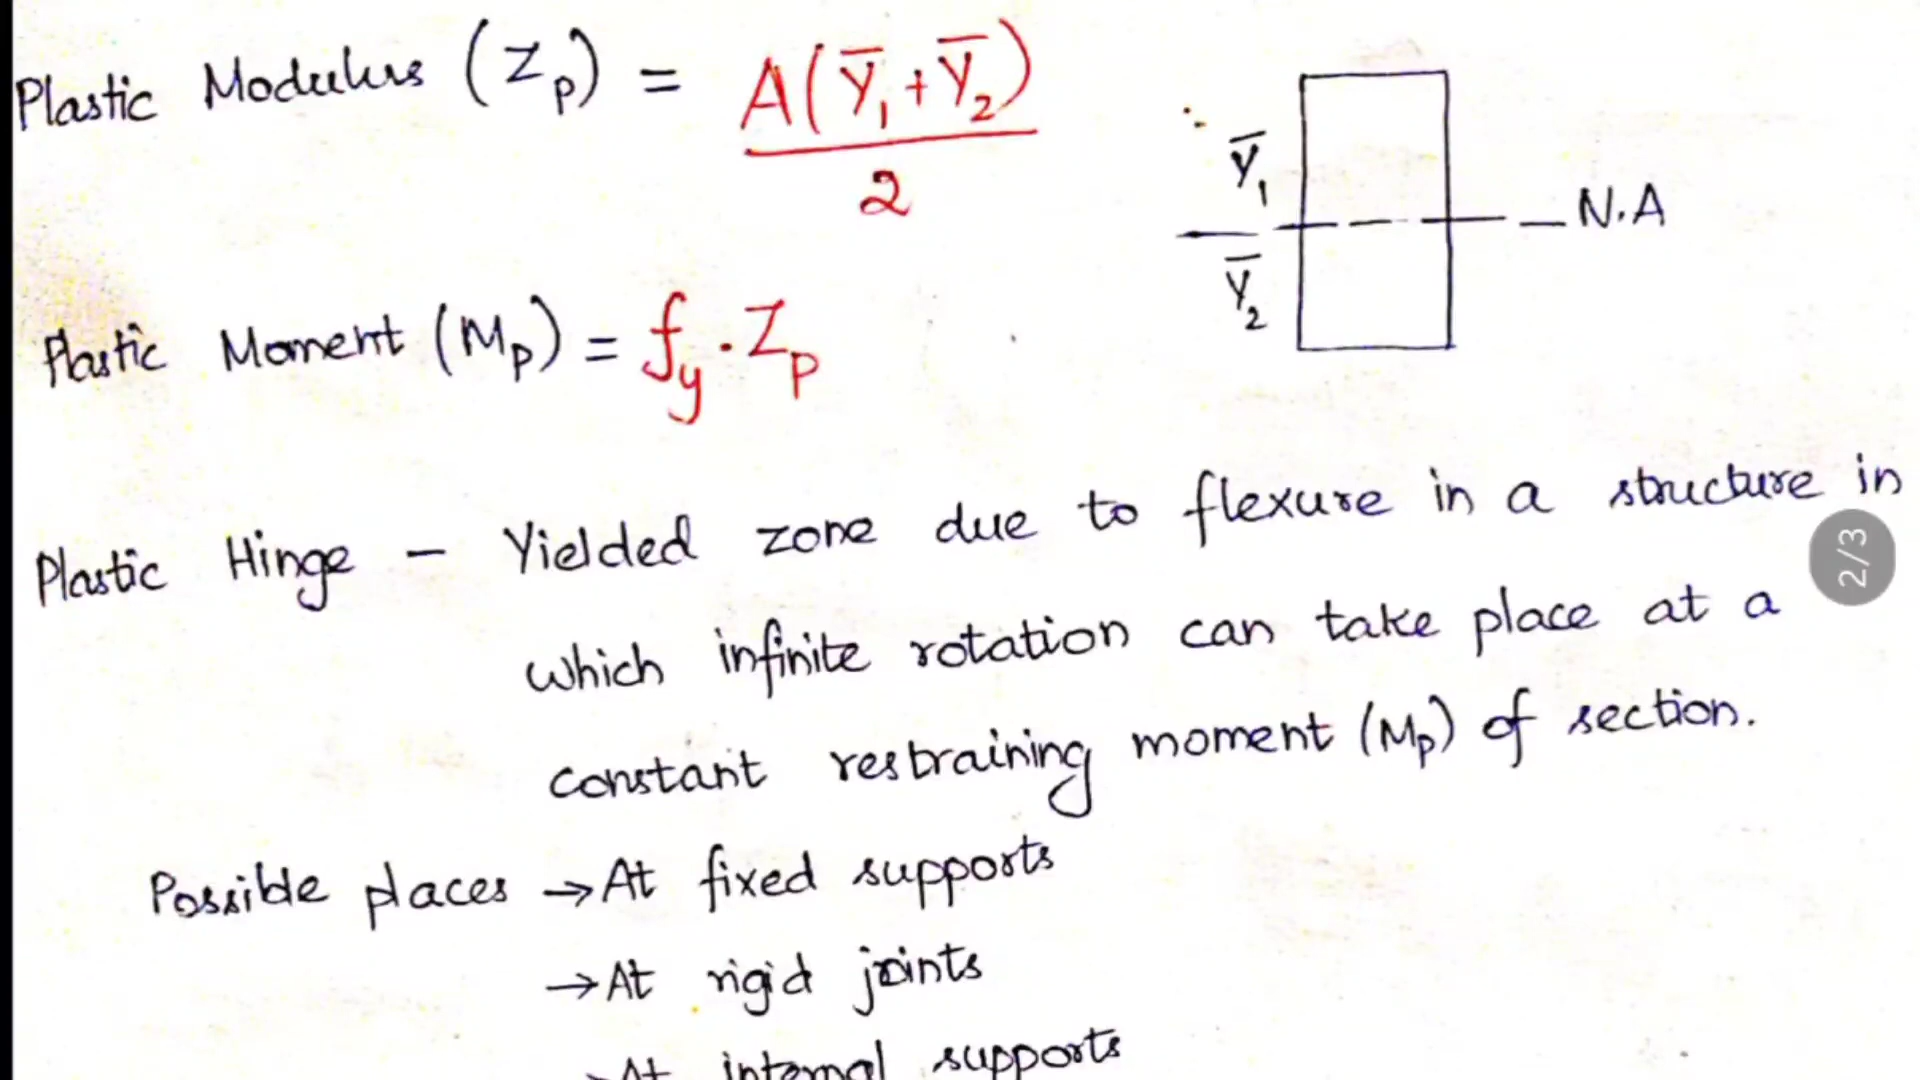 Plastic Modulus (Zp) = A(Ȳ₁ + Ȳ₂)
2
Ȳ₁
N.A
Ȳ₂
Plastic Moment (Mp) = fy . Zp
Plastic Hinge - Yielded zone due to flexure in a structure in
which infinite rotation can take place at a
constant restraining moment (Mp) of section.
Possible places → At fixed supports
→ At rigid joints
→ At internal supports
2/3